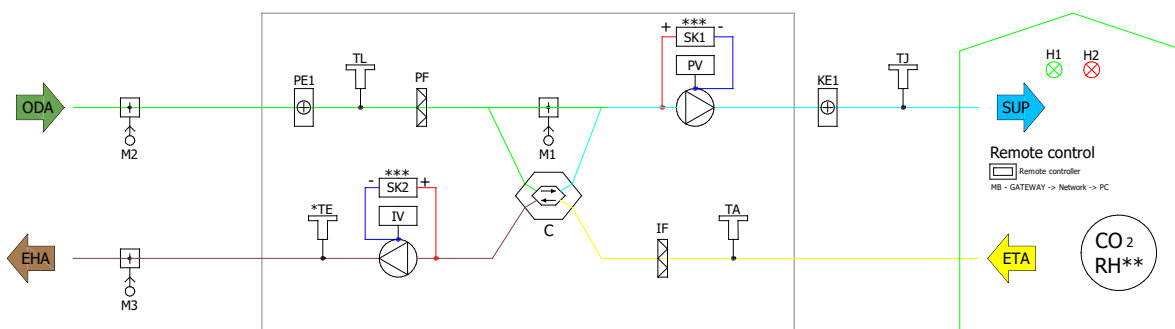 + *** -
SK1
PV
TL
PE1
PF
KE1
TJ
H1 H2
ODA
M2
M1
SUP
Remote control
Remote controller
MB - GATEWAY -> Network -> PC
- *** +
SK2
IV
*TE
C
IF
TA
EHA
M3
ETA
CO 2
RH**